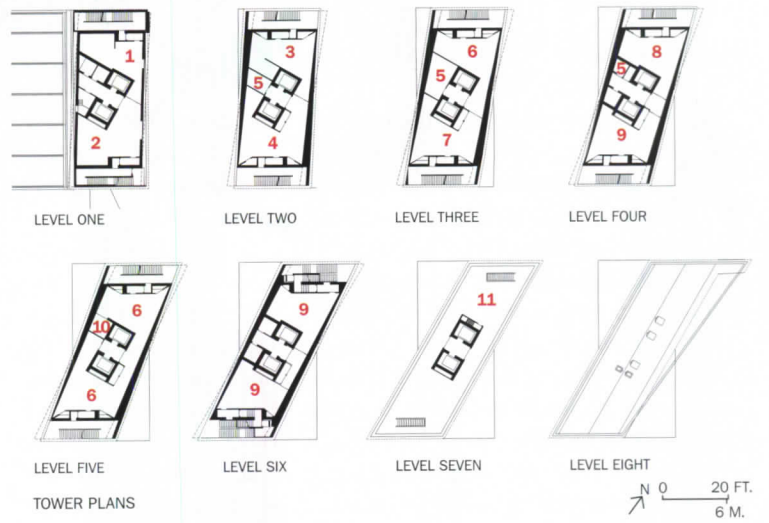 1
2
3
5
4
6
5
7
8
5
9
LEVEL ONE
LEVEL TWO
LEVEL THREE
LEVEL FOUR
6
10
6
9
9
11
LEVEL FIVE
LEVEL SIX
LEVEL SEVEN
LEVEL EIGHT
TOWER PLANS
N 0 20 FT.
6 M.